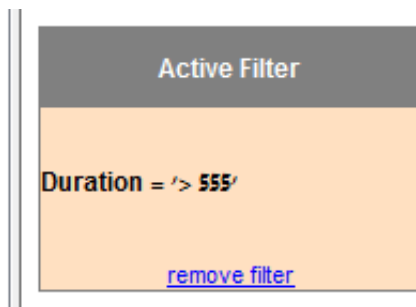 Active Filter
Duration = '> 555'
remove filter